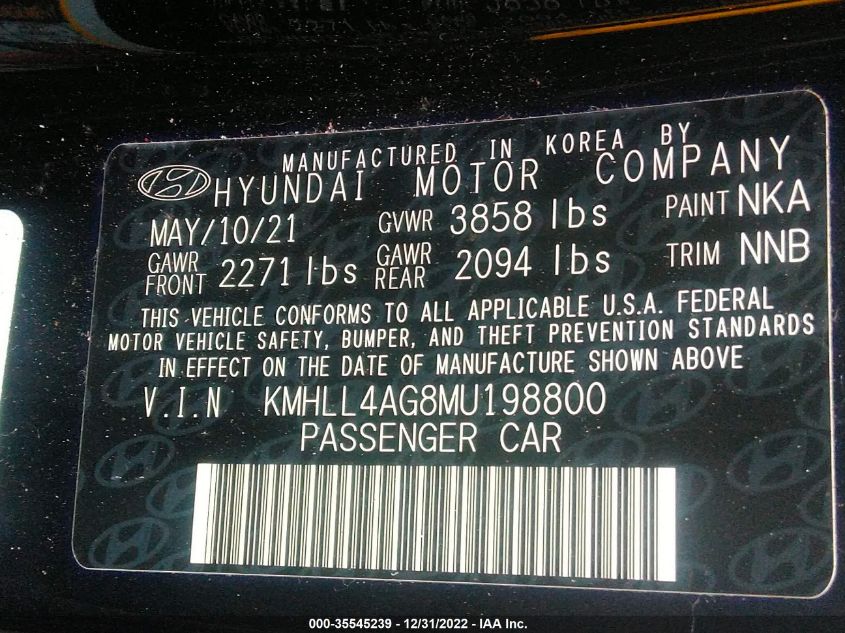 MANUFACTURED IN KOREA BY
HYUNDAI MOTOR COMPANY
MAY/10/21 GVWR 3858 lbs PAINT NKA
GAWR FRONT 2271 lbs GAWR REAR 2094 lbs TRIM NNB
THIS VEHICLE CONFORMS TO ALL APPLICABLE U.S.A. FEDERAL
MOTOR VEHICLE SAFETY, BUMPER, AND THEFT PREVENTION STANDARDS
IN EFFECT ON THE DATE OF MANUFACTURE SHOWN ABOVE
V.I.N KMHLL4AG8MU198800
PASSENGER CAR
000-35545239 - 12/31/2022 - IAA Inc.